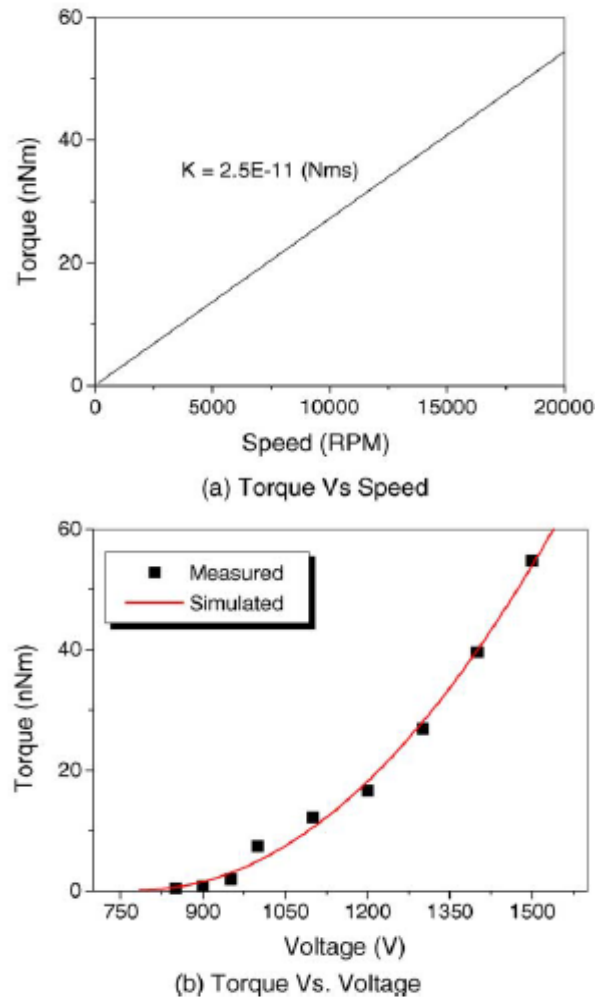 60
40
20
0
Torque (nNm)
K = 2.5E-11 (Nms)
0 5000 10000 15000 20000
Speed (RPM)
(a) Torque Vs Speed
60
40
20
0
Torque (nNm)
Measured
Simulated
750 900 1050 1200 1350 1500
Voltage (V)
(b) Torque Vs. Voltage